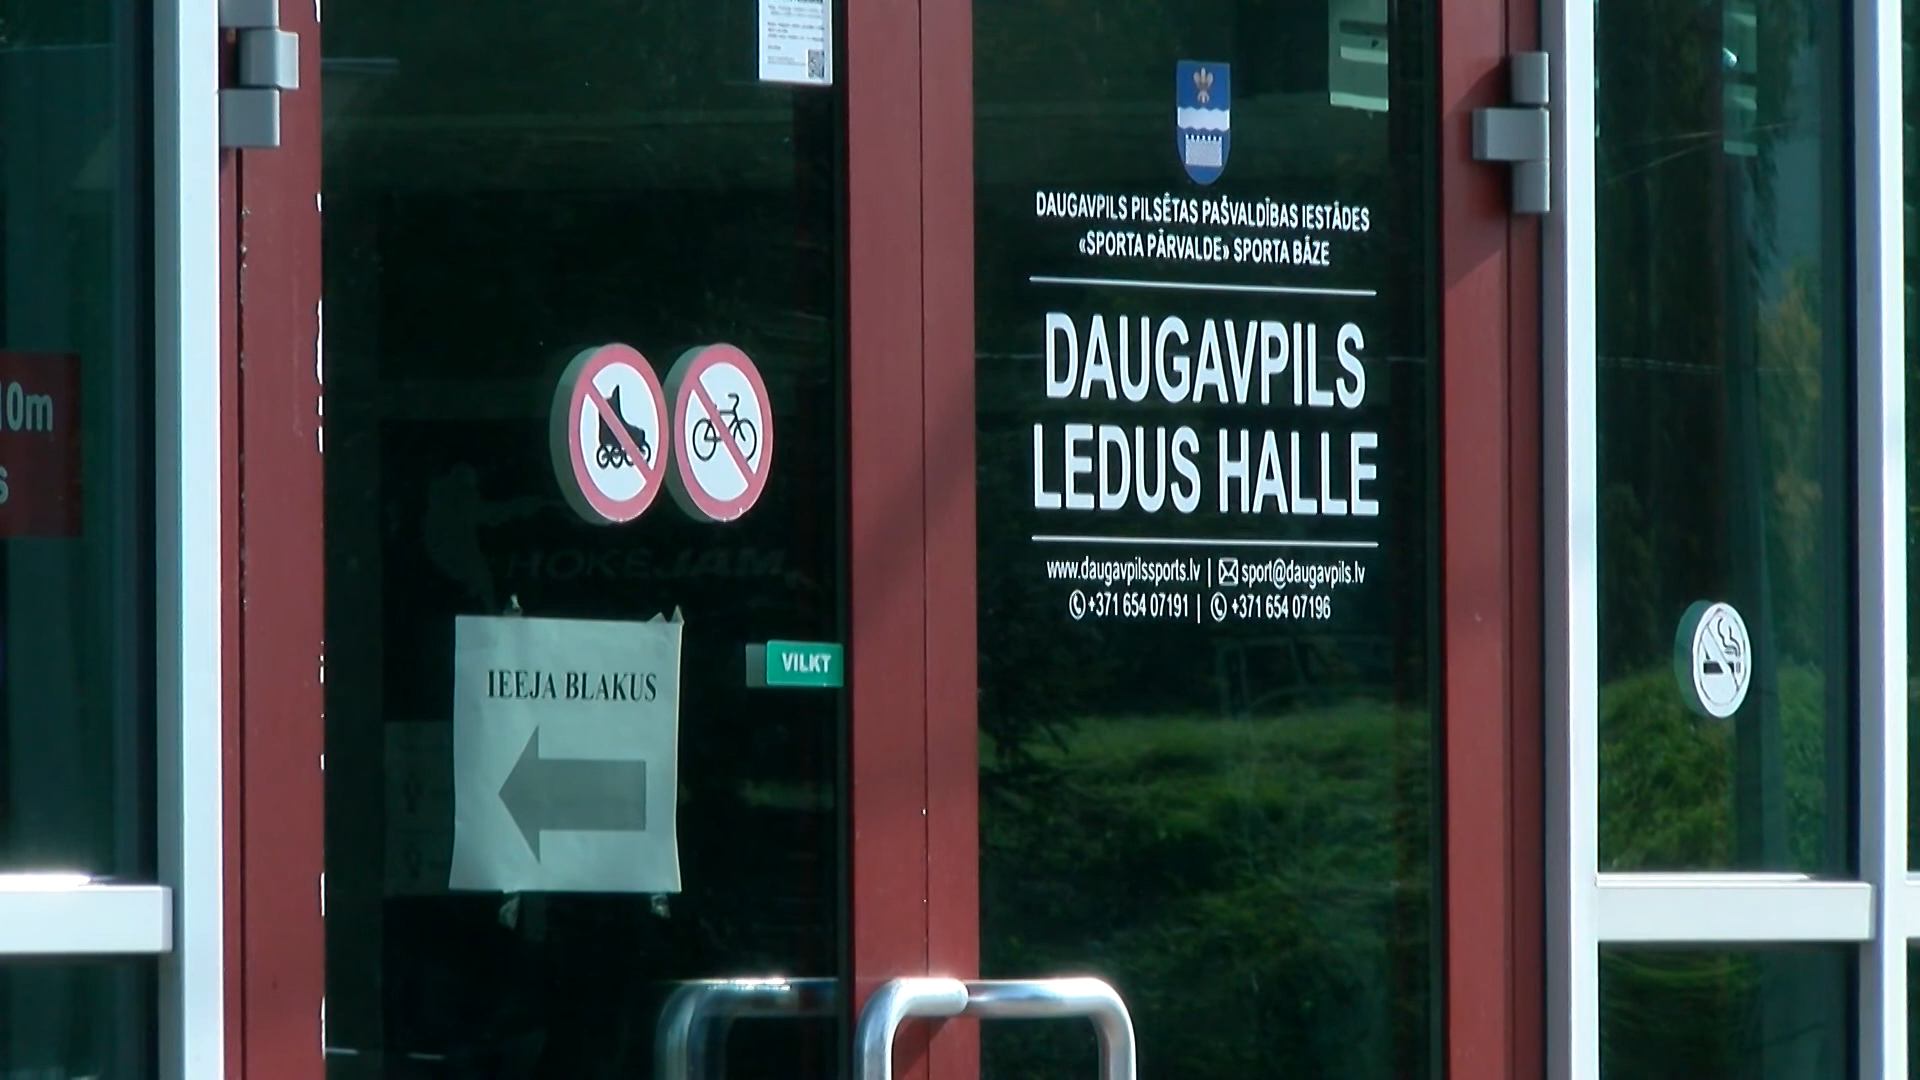 10m
s
HOKEJAM
IEEJA BLAKUS
VILKT
DAUGAVPILS PILSĒTAS PAŠVALDĪBAS IESTĀDES
«SPORTA PĀRVALDE» SPORTA BĀZE
DAUGAVPILS
LEDUS HALLE
www.daugavpilssports.lv | sport@daugavpils.lv
+371 654 07191 | +371 654 07196